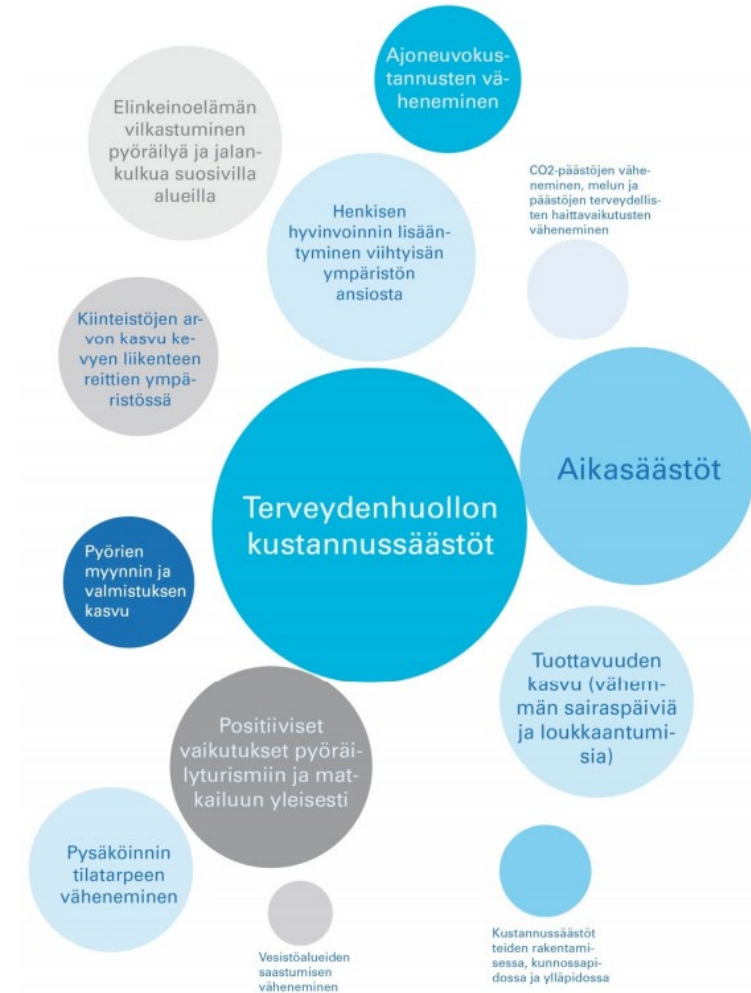 Ajoneuvokus-
tannusten vä-
heneminen
Elinkeinoelämän
vilkastuminen
pyöräilyä ja jalan-
kulkua suosivilla
alueilla
CO2-päästöjen vähe-
neminen, melun ja
päästöjen terveydellis-
ten haittavaikutusten
väheneminen
Henkisen
hyvinvoinnin lisään-
tyminen viihtyisän
ympäristön
ansiosta
Kiinteistöjen ar-
von kasvu ke-
vyen liikenteen
reittien ympä-
ristössä
Aikasäästöt
Terveydenhuollon
kustannussäästöt
Pyörien
myynnin ja
valmistuksen
kasvu
Tuottavuuden
kasvu (vähem-
män sairaspäiviä
ja loukkaantumi-
sia)
Positiiviset
vaikutukset pyöräi-
lyturismiin ja mat-
kailuun yleisesti
Pysäköinnin
tilatarpeen
väheneminen
Vesistöalueiden
saastumisen
väheneminen
Kustannussäästöt
teiden rakentami-
sessa, kunnossapi-
dossa ja ylläpidossa